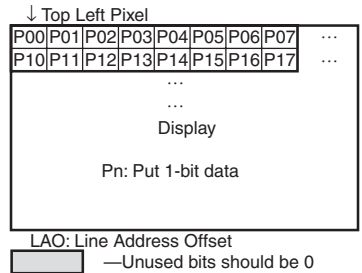 ↓ Top Left Pixel
P00 P01 P02 P03 P04 P05 P06 P07 ...
P10 P11 P12 P13 P14 P15 P16 P17 ...
...
...
Display
Pn: Put 1-bit data
LAO: Line Address Offset
—Unused bits should be 0